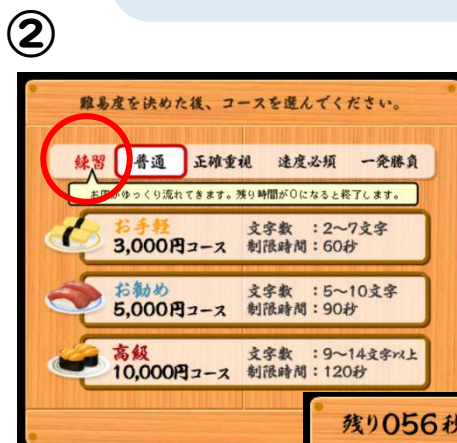 ②
難易度を決めた後、コースを選んでください。
練習 普通 正確重視 速度必須 一発勝負
お皿がゆっくり流れてきます。残り時間が0になると終了します。
お手軽 文字数 :2~7文字
3,000円コース 制限時間:60秒
お勧め 文字数 :5~10文字
5,000円コース 制限時間:90秒
高級 文字数 :9~14文字以上
10,000円コース 制限時間:120秒
残り056秒